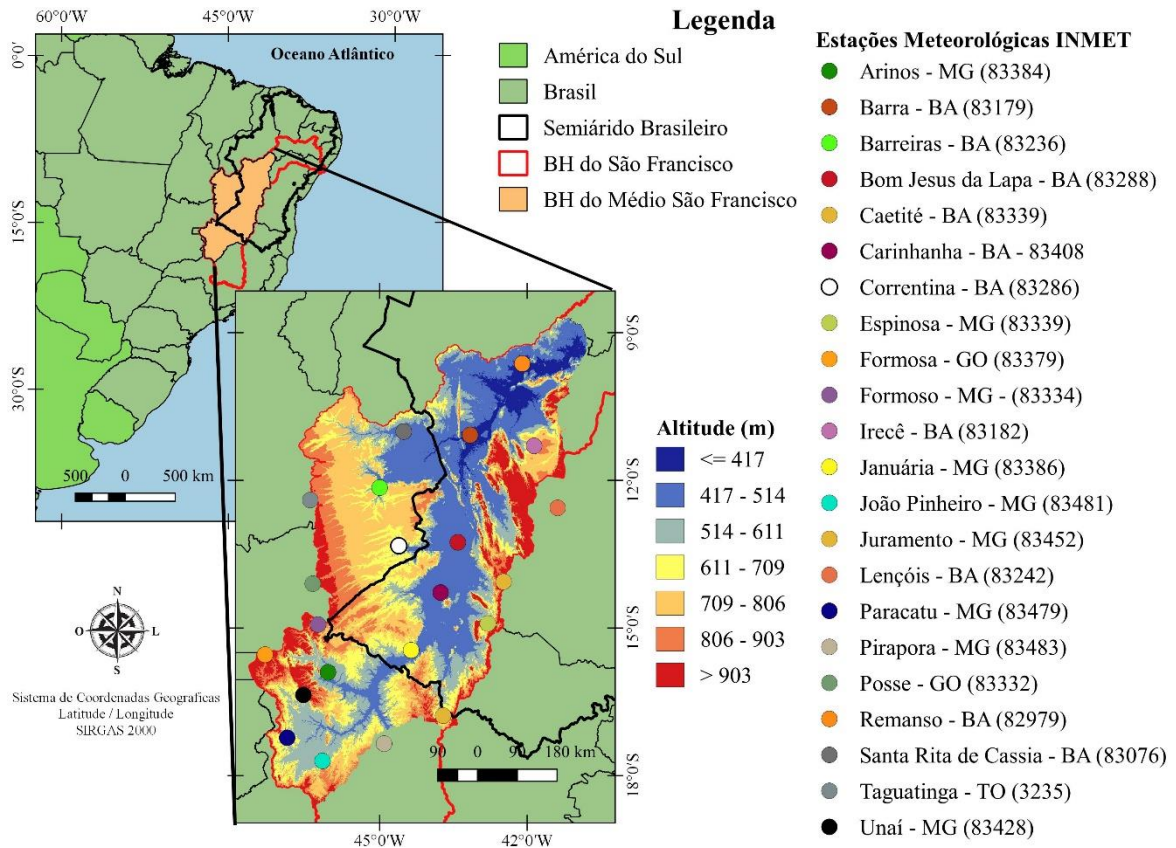 60°0'W
45°0'W
30°0'W
0°0'
15°0'S
30°0'S
Oceano Atlântico
500 0 500 km
Legenda
América do Sul
Brasil
Semiárido Brasileiro
BH do São Francisco
BH do Médio São Francisco
Estações Meteorológicas INMET
Arinos - MG (83384)
Barra - BA (83179)
Barreiras - BA (83236)
Bom Jesus da Lapa - BA (83288)
Caetité - BA (83339)
Carinhanha - BA - 83408
Correntina - BA (83286)
Espinosa - MG (83339)
Formosa - GO (83379)
Formoso - MG - (83334)
Irecê - BA (83182)
Januária - MG (83386)
João Pinheiro - MG (83481)
Juramento - MG (83452)
Lençóis - BA (83242)
Paracatu - MG (83479)
Pirapora - MG (83483)
Posse - GO (83332)
Remanso - BA (82979)
Santa Rita de Cassia - BA (83076)
Taguatinga - TO (3235)
Unaí - MG (83428)
9°0'S
12°0'S
15°0'S
18°0'S
45°0'W
42°0'W
90 0 90 180 km
Altitude (m)
<= 417
417 - 514
514 - 611
611 - 709
709 - 806
806 - 903
> 903
N
O
L
S
Sistema de Coordenadas Geograficas
Latitude / Longitude
SIRGAS 2000